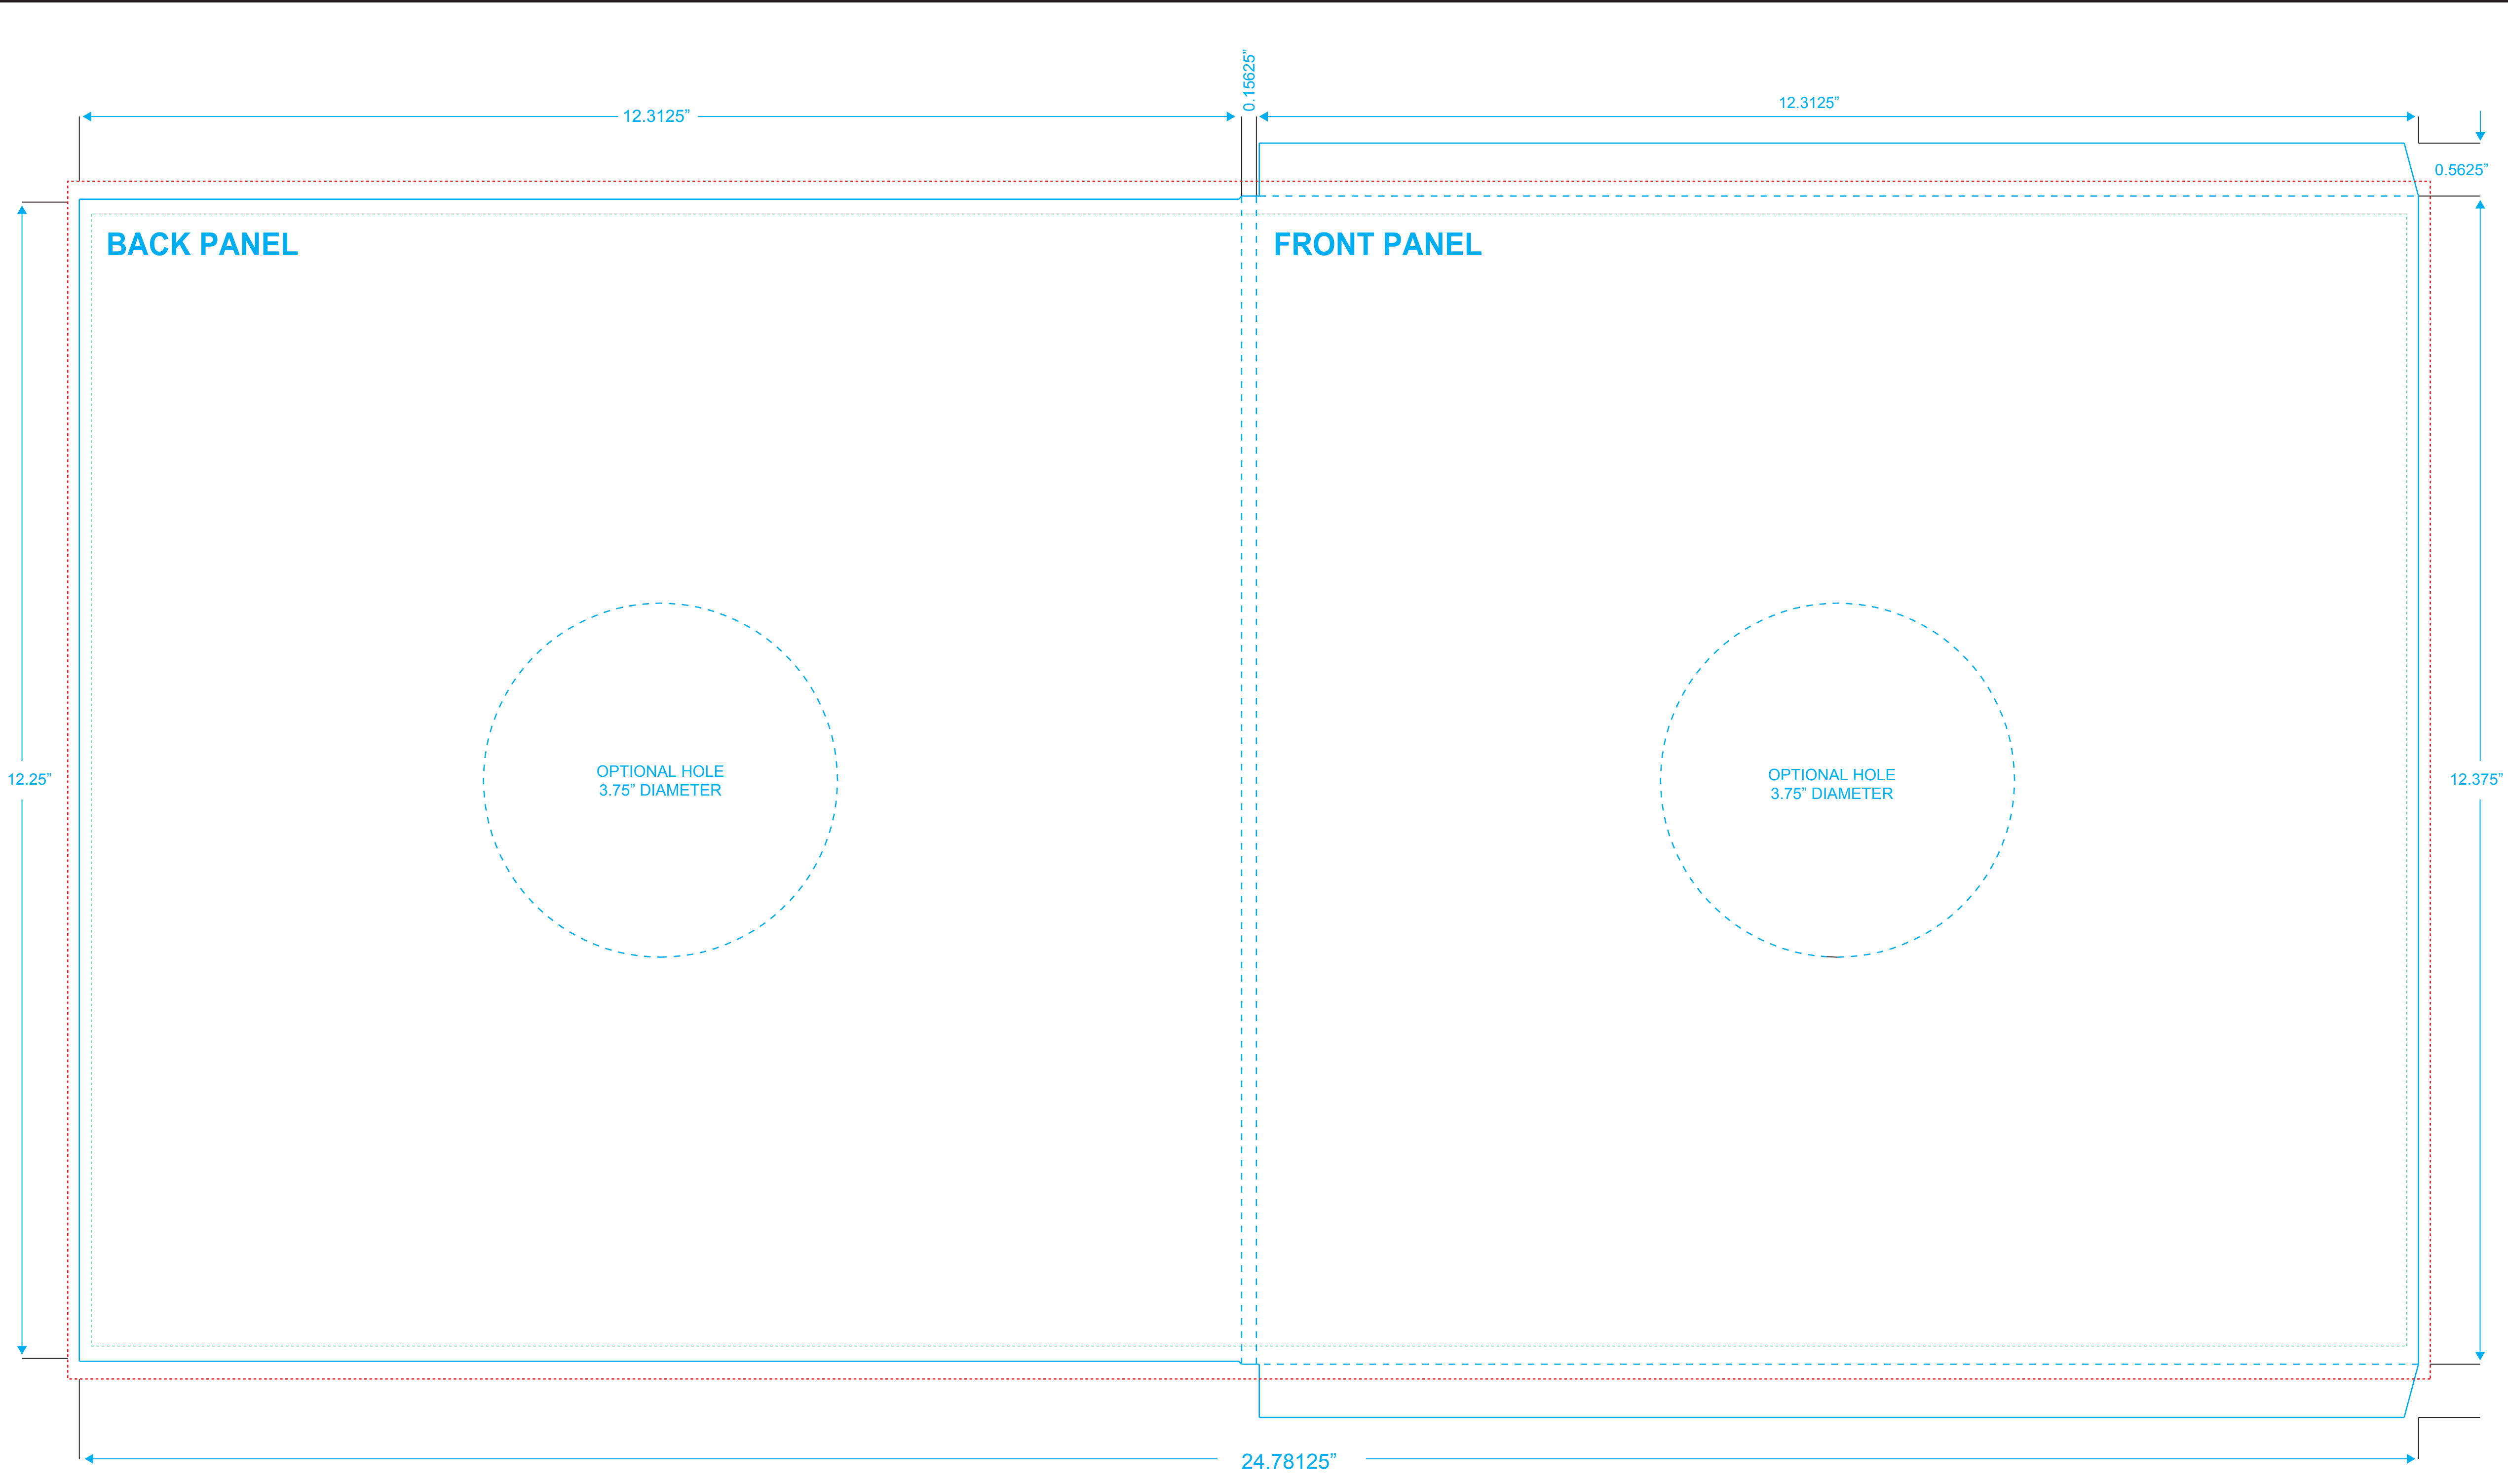 0.15625”
12.3125”
12.3125”
0.5625”
BACK PANEL
FRONT PANEL
12.25”
OPTIONAL HOLE
3.75” DIAMETER
OPTIONAL HOLE
3.75” DIAMETER
12.375”
24.78125”